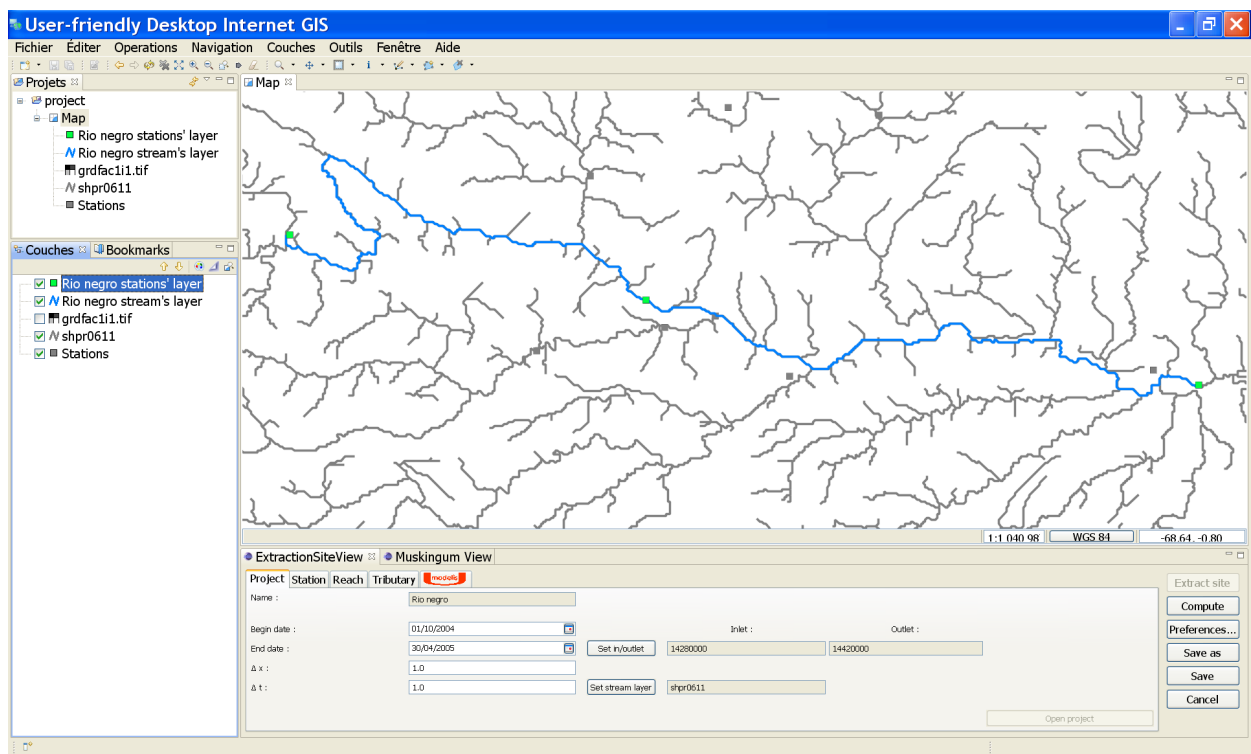 User-friendly Desktop Internet GIS
Fichier Éditer Operations Navigation Couches Outils Fenêtre Aide
Projets
project
Map
Rio negro stations' layer
Rio negro stream's layer
grdfac1i1.tif
shpr0611
Stations
Couches Bookmarks
Rio negro stations' layer
Rio negro stream's layer
grdfac1i1.tif
shpr0611
Stations
Map
1:1 040 98 WGS 84 -68.64, -0.80
ExtractionSiteView Muskingum View
Project Station Reach Tributary modelis
Name : Rio negro
Begin date : 01/10/2004 Inlet : Outlet :
End date : 30/04/2005 Set in/outlet 14280000 14420000
Δ x : 1.0
Δ t : 1.0 Set stream layer shpr0611
Open project
Extract site
Compute
Preferences...
Save as
Save
Cancel